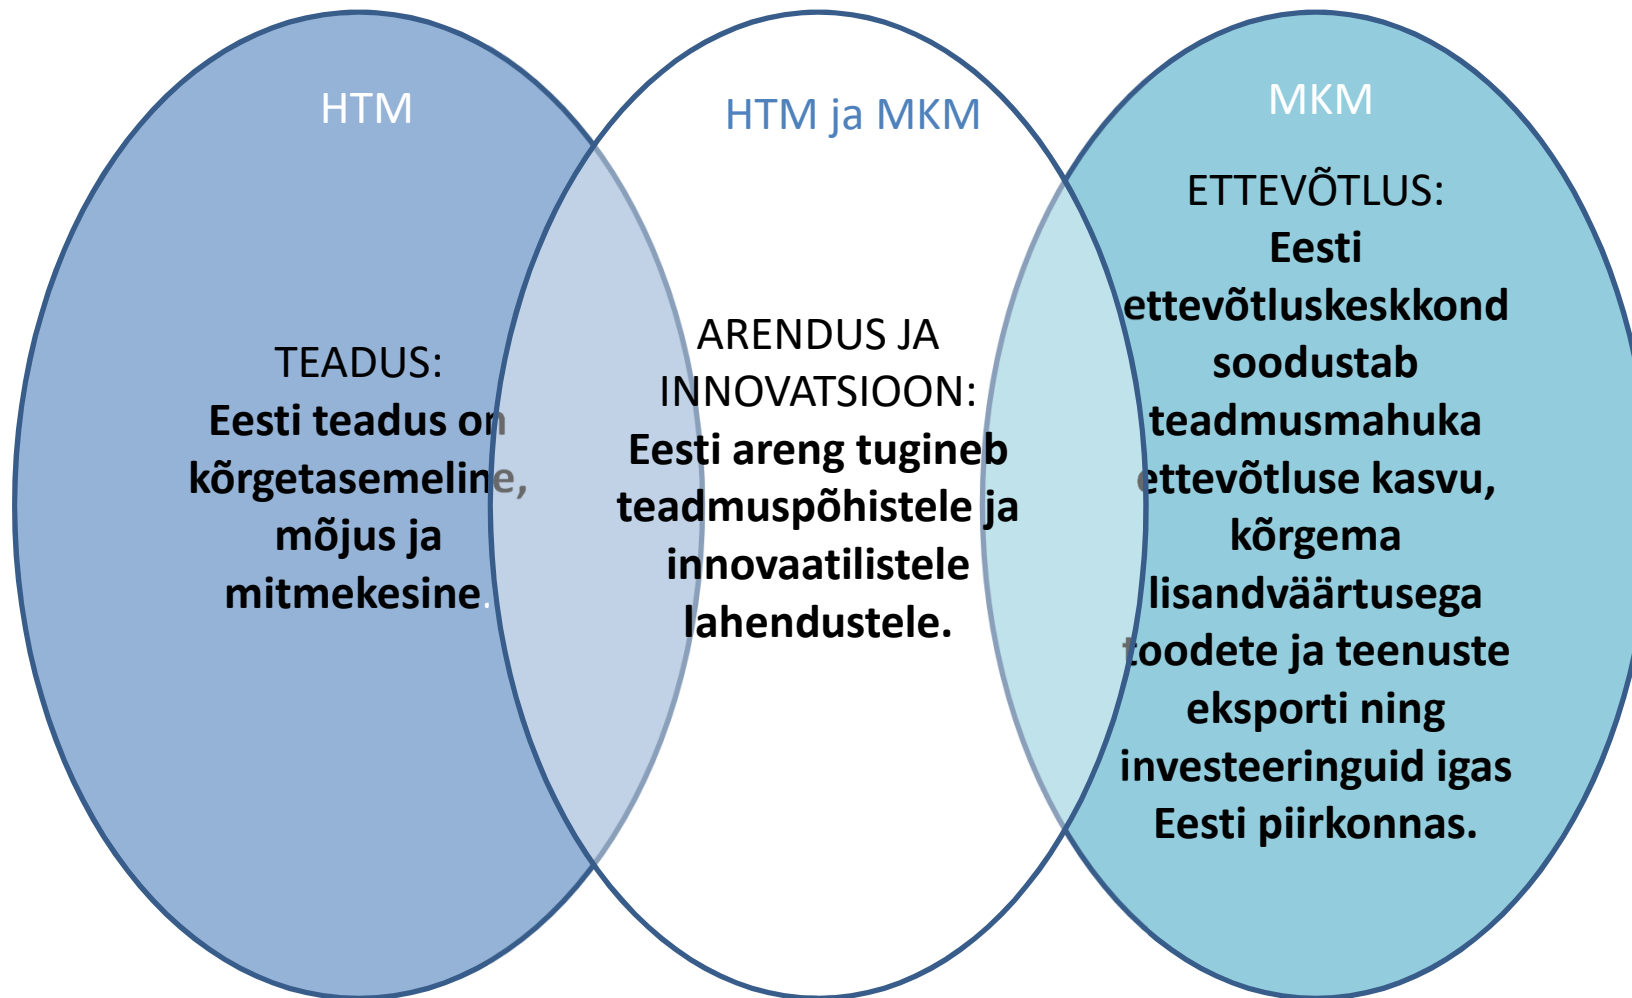 HTM
TEADUS:
Eesti teadus on
kõrgetasemeline,
mõjus ja
mitmekesine.
HTM ja MKM
ARENDUS JA
INNOVATSIOON:
Eesti areng tugineb
teadmuspõhistele ja
innovaatilistele
lahendustele.
MKM
ETTEVÕTLUS:
Eesti
ettevõtluskeskkond
soodustab
teadmusmahuka
ettevõtluse kasvu,
kõrgema
lisandväärtusega
toodete ja teenuste
eksporti ning
investeeringuid igas
Eesti piirkonnas.